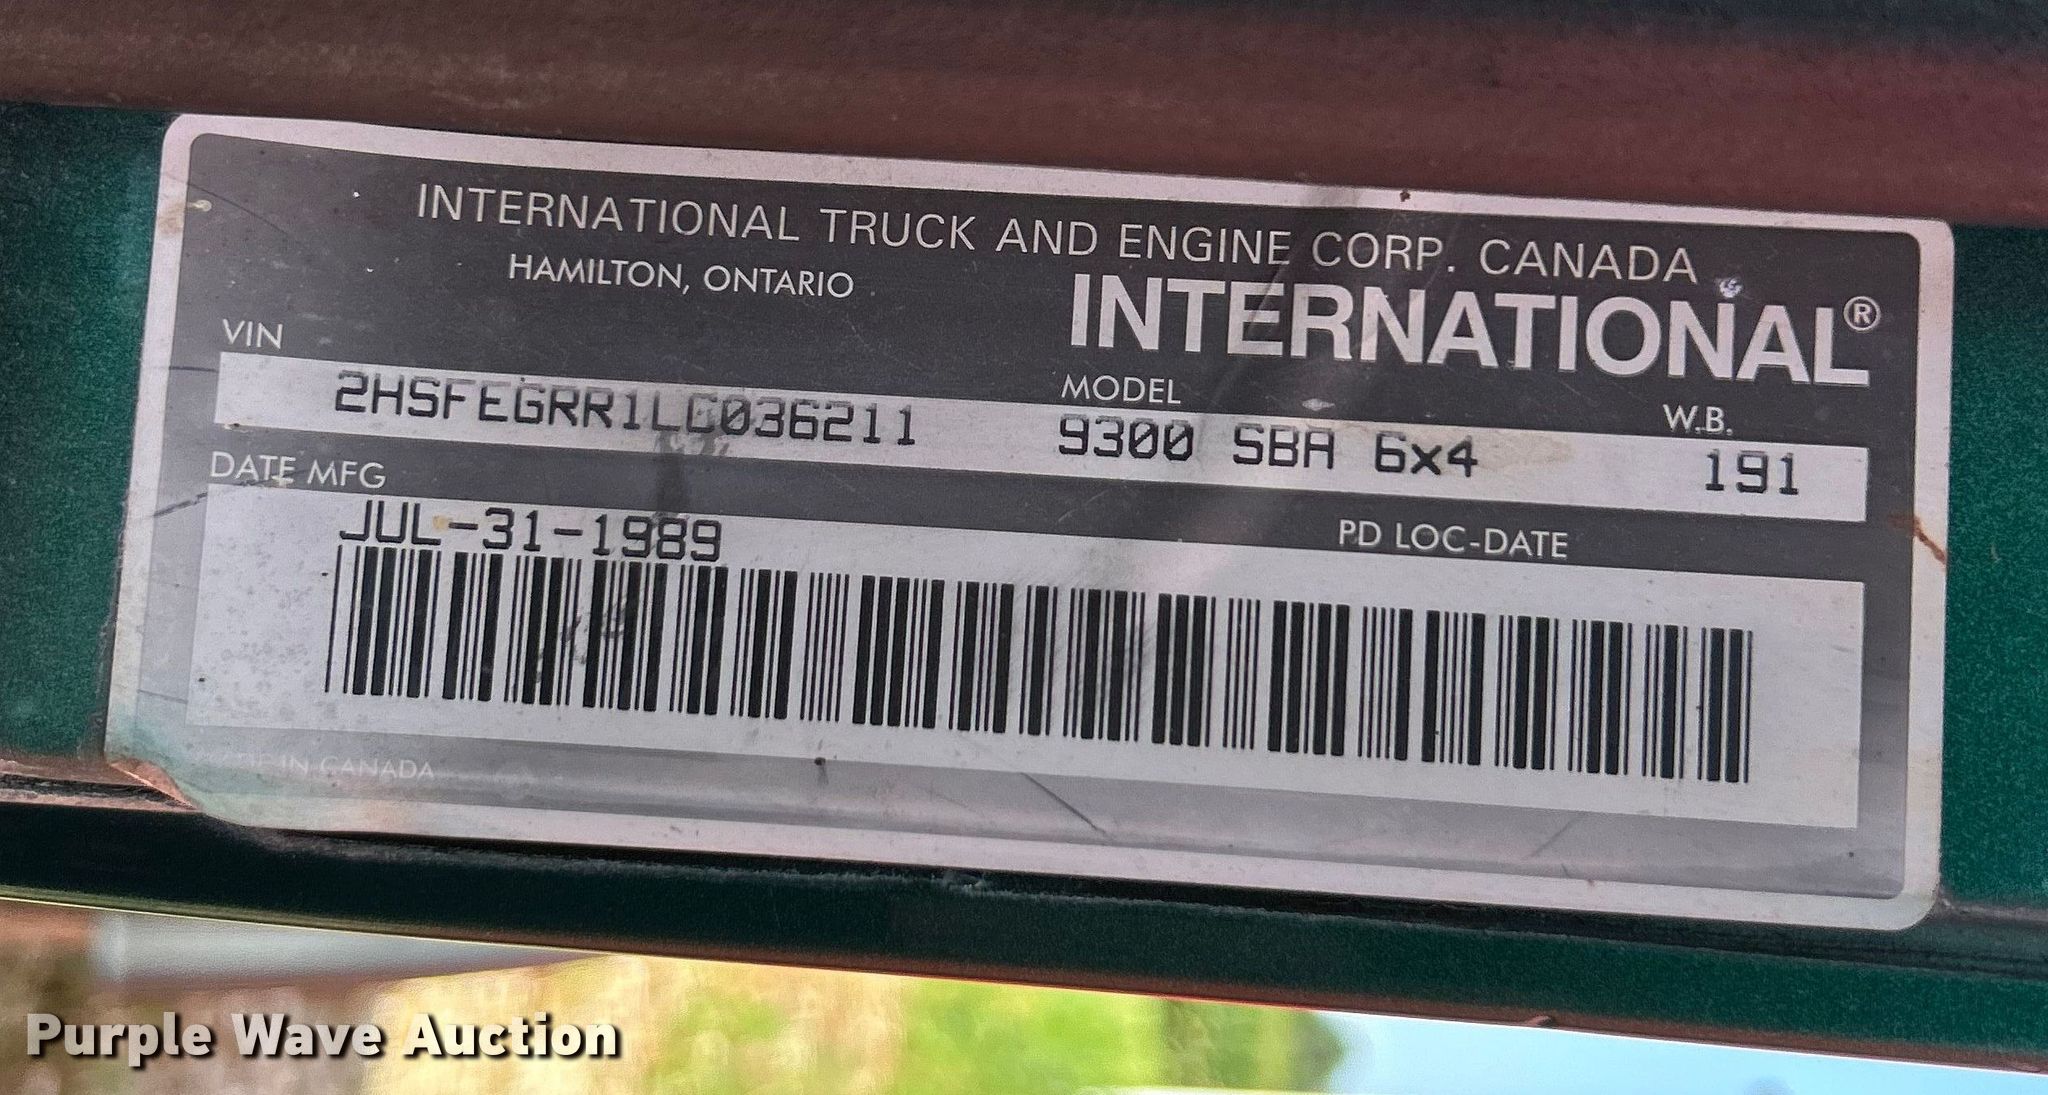 INTERNATIONAL TRUCK AND ENGINE CORP. CANADA
HAMILTON, ONTARIO
INTERNATIONAL®
VIN
MODEL
W.B.
2HSFEGRR1LC036211
9300 SBA 6x4
191
DATE MFG
PD LOC-DATE
JUL-31-1989
IN CANADA
Purple Wave Auction